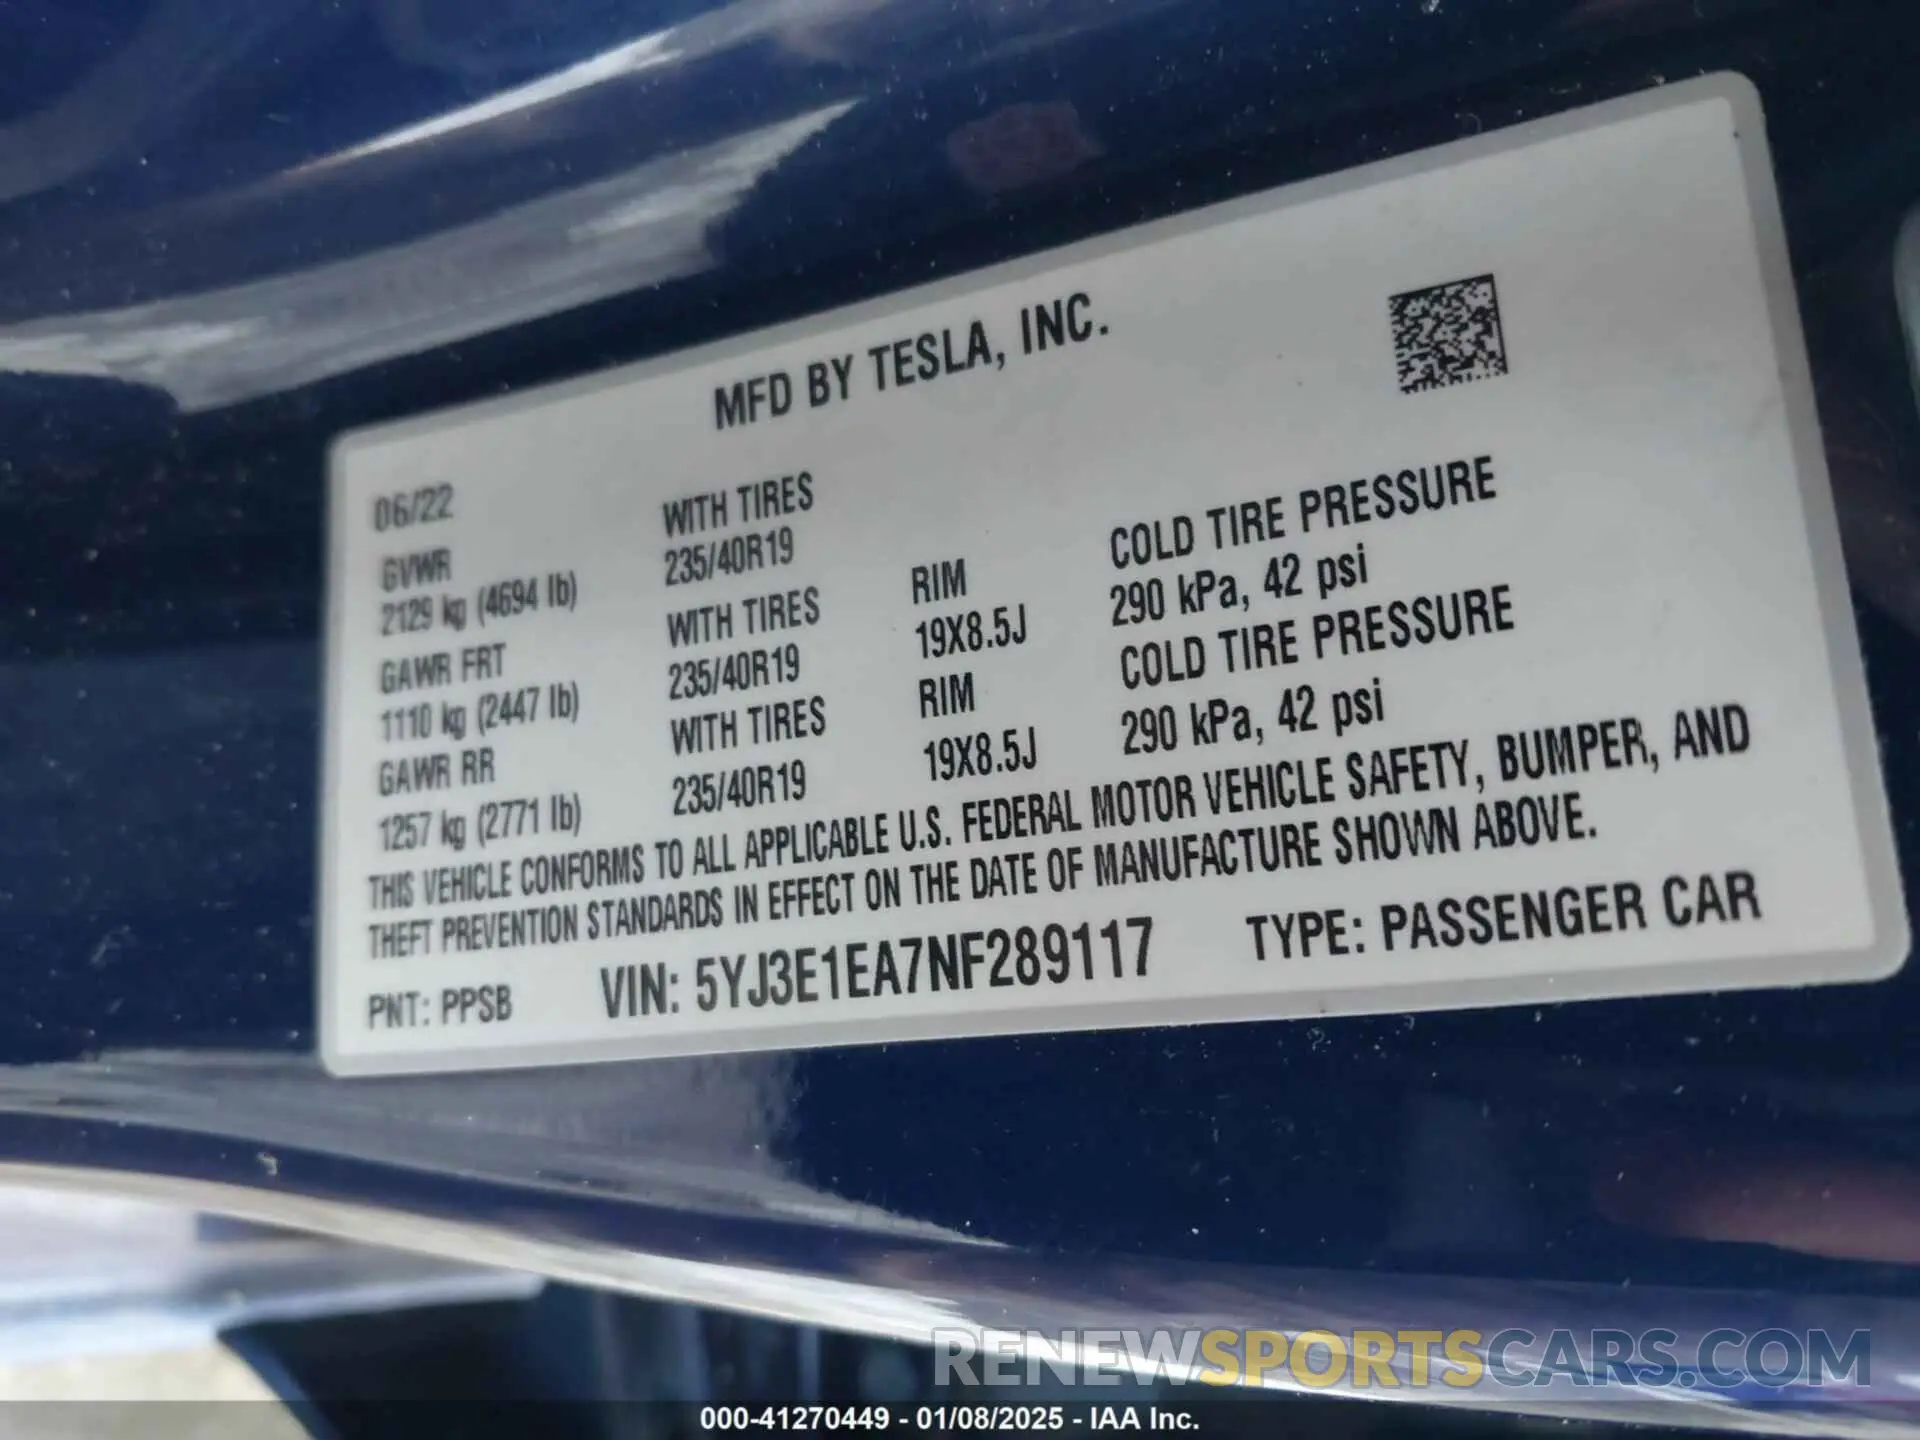 MFD BY TESLA, INC.
06/22
GVWR
2129 kg (4694 lb)
WITH TIRES
235/40R19
GAWR FRT
1110 kg (2447 lb)
WITH TIRES
235/40R19
RIM
19X8.5J
COLD TIRE PRESSURE
290 kPa, 42 psi
GAWR RR
1257 kg (2771 lb)
WITH TIRES
235/40R19
RIM
19X8.5J
COLD TIRE PRESSURE
290 kPa, 42 psi
THIS VEHICLE CONFORMS TO ALL APPLICABLE U.S. FEDERAL MOTOR VEHICLE SAFETY, BUMPER, AND
THEFT PREVENTION STANDARDS IN EFFECT ON THE DATE OF MANUFACTURE SHOWN ABOVE.
PNT: PPSB VIN: 5YJ3E1EA7NF289117 TYPE: PASSENGER CAR
RENEWSPORTSCARS.COM
000-41270449 - 01/08/2025 - IAA Inc.